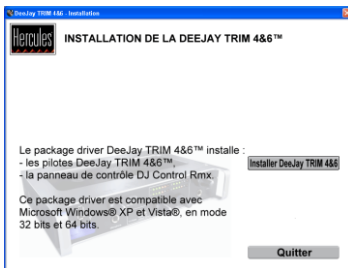 DeeJay TRIM 4&6 - Installation
Hercules
INSTALLATION DE LA DEEJAY TRIM 4&6™
Le package driver DeeJay TRIM 4&6™ installe :
- les pilotes DeeJay TRIM 4&6™,
- la panneau de contrôle DJ Control Rmx.
Installer DeeJay TRIM 4&6
Ce package driver est compatible avec
Microsoft Windows® XP et Vista®, en mode
32 bits et 64 bits.
Quitter